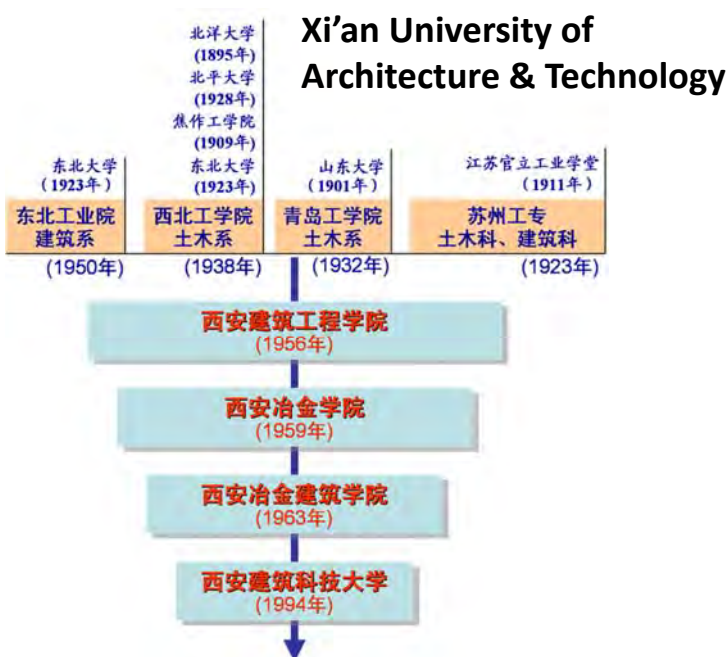 Xi’an University of
Architecture & Technology
北洋大学
(1895年)
北平大学
(1928年)
焦作工学院
(1909年)
东北大学
(1923年)
东北大学
(1923年)
山东大学
(1901年)
江苏官立工业学堂
(1911年)
东北工业院
建筑系
西北工学院
土木系
青岛工学院
土木系
苏州工专
土木科、建筑科
(1950年)
(1938年)
(1932年)
(1923年)
西安建筑工程学院
(1956年)
西安冶金学院
(1959年)
西安冶金建筑学院
(1963年)
西安建筑科技大学
(1994年)